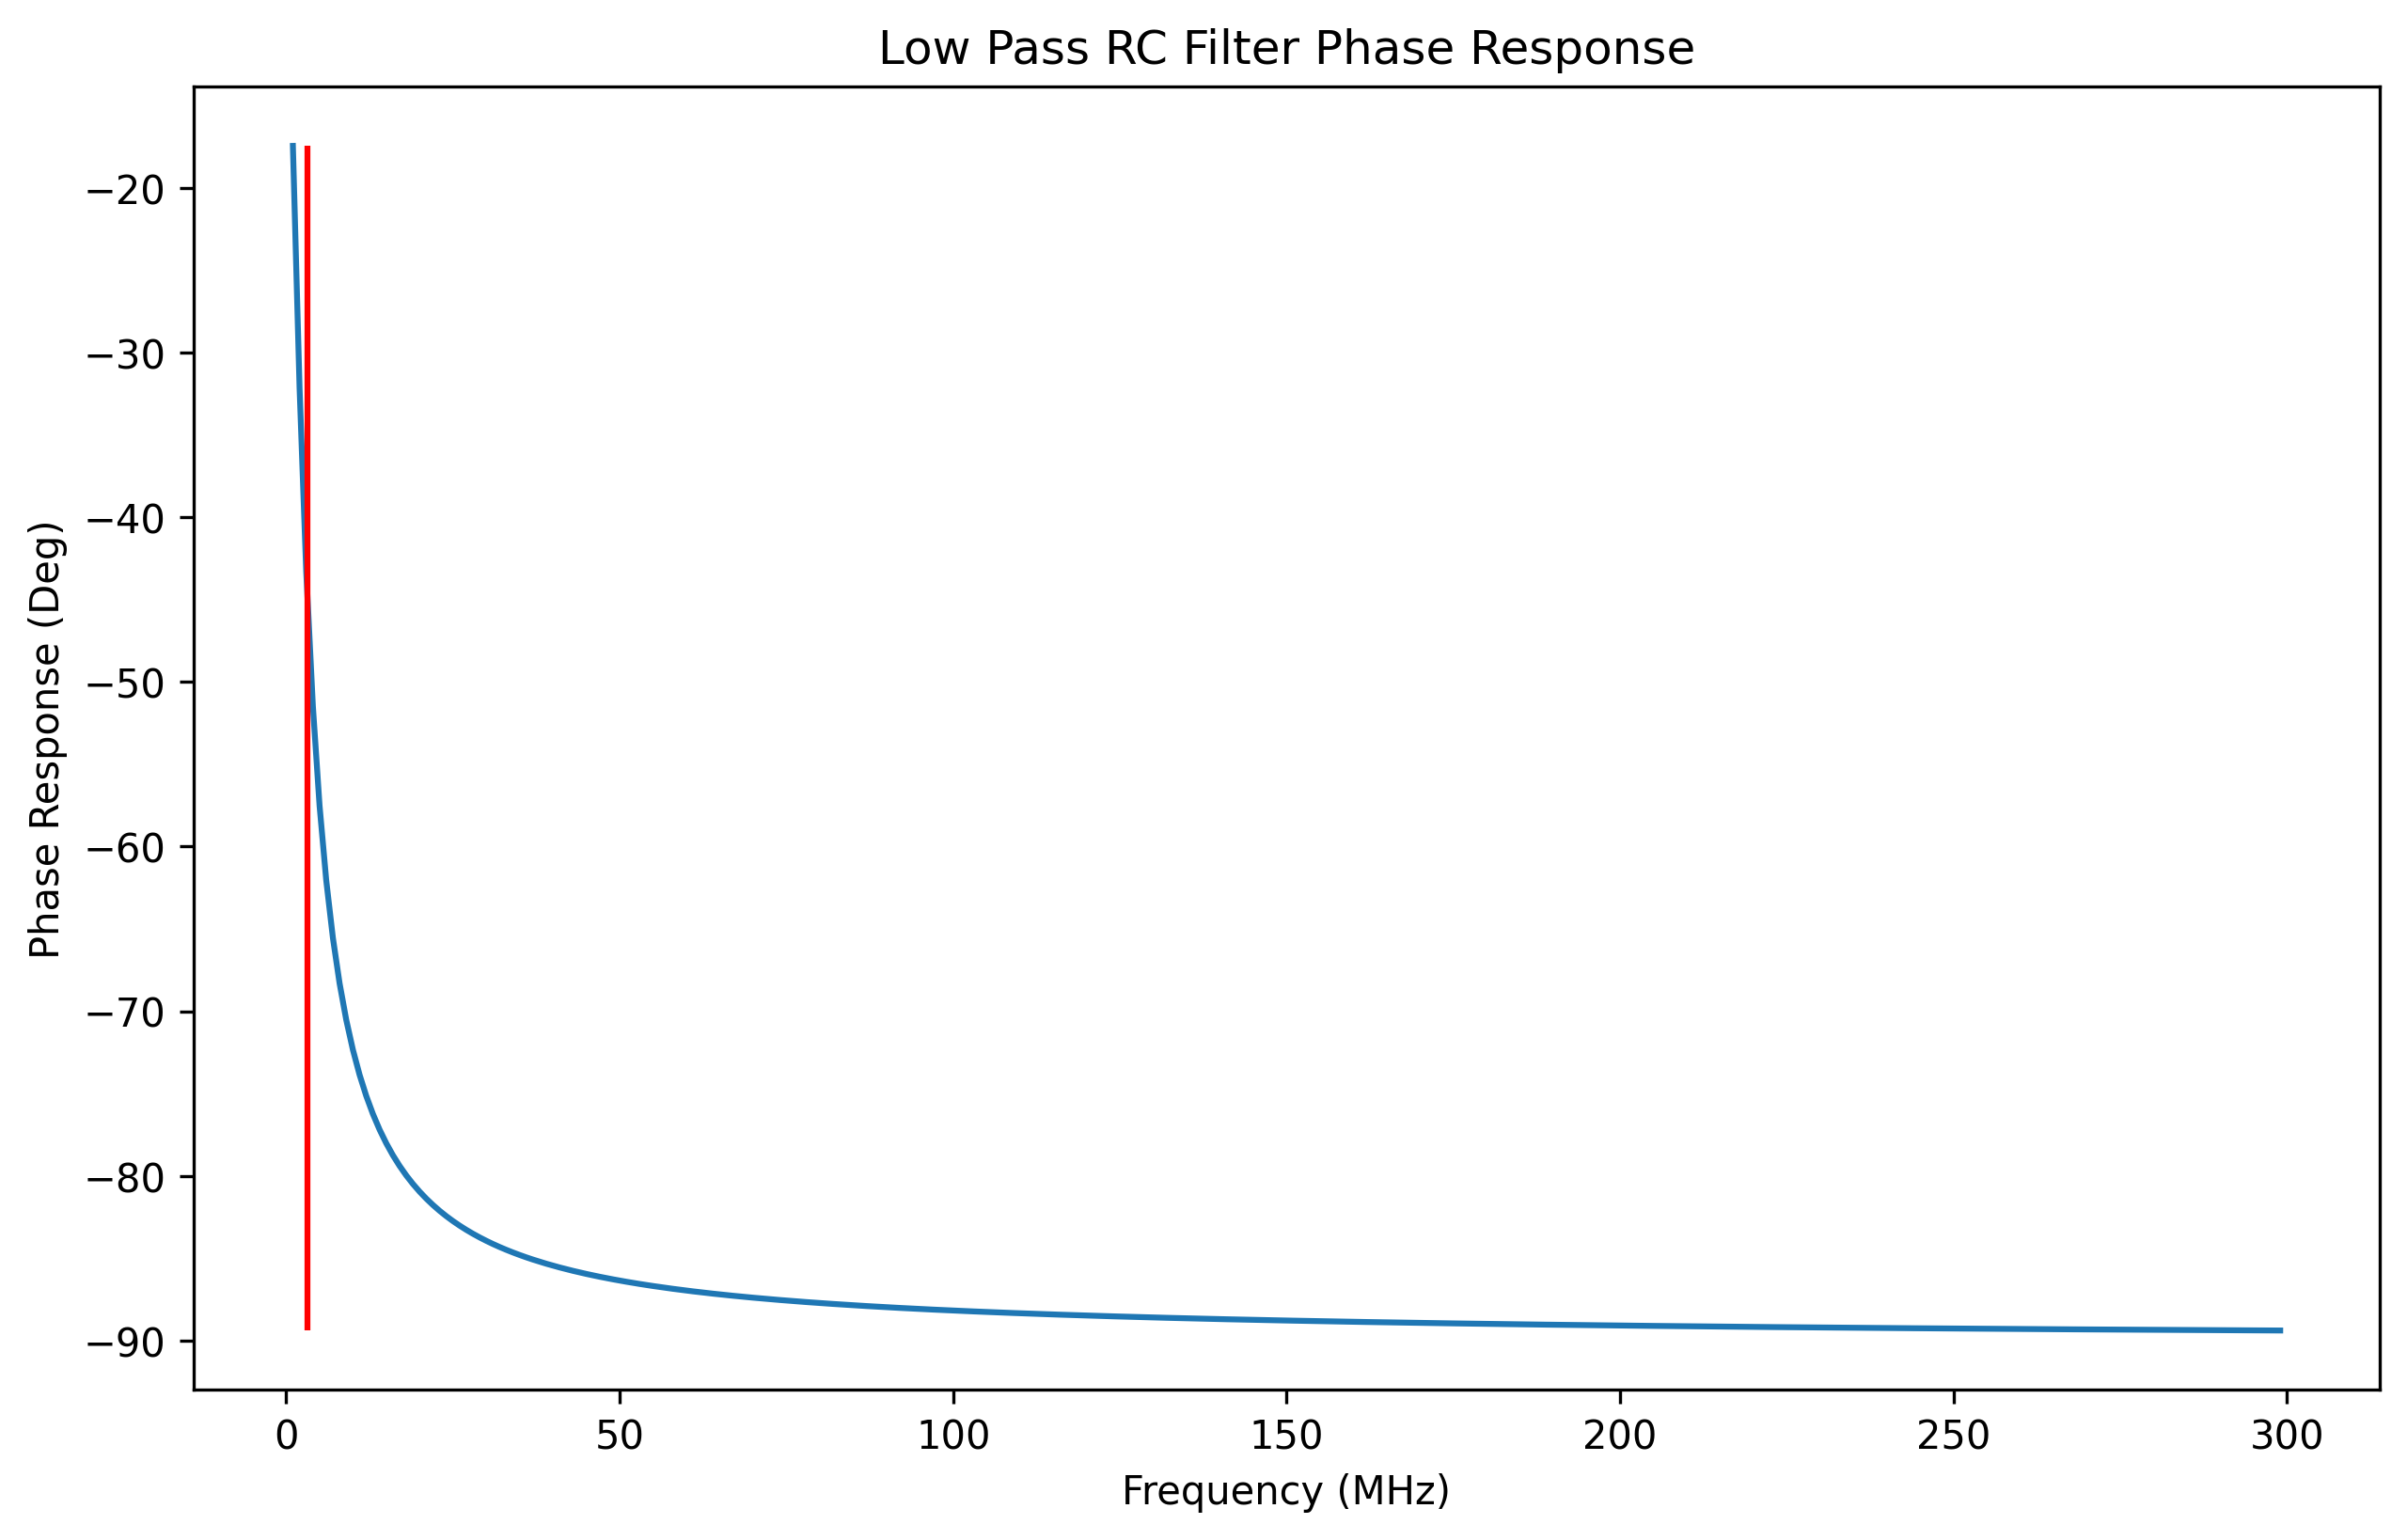 Low Pass RC Filter Phase Response
Phase Response (Deg)
−20
−30
−40
−50
−60
−70
−80
−90
0 50 100 150 200 250 300
Frequency (MHz)